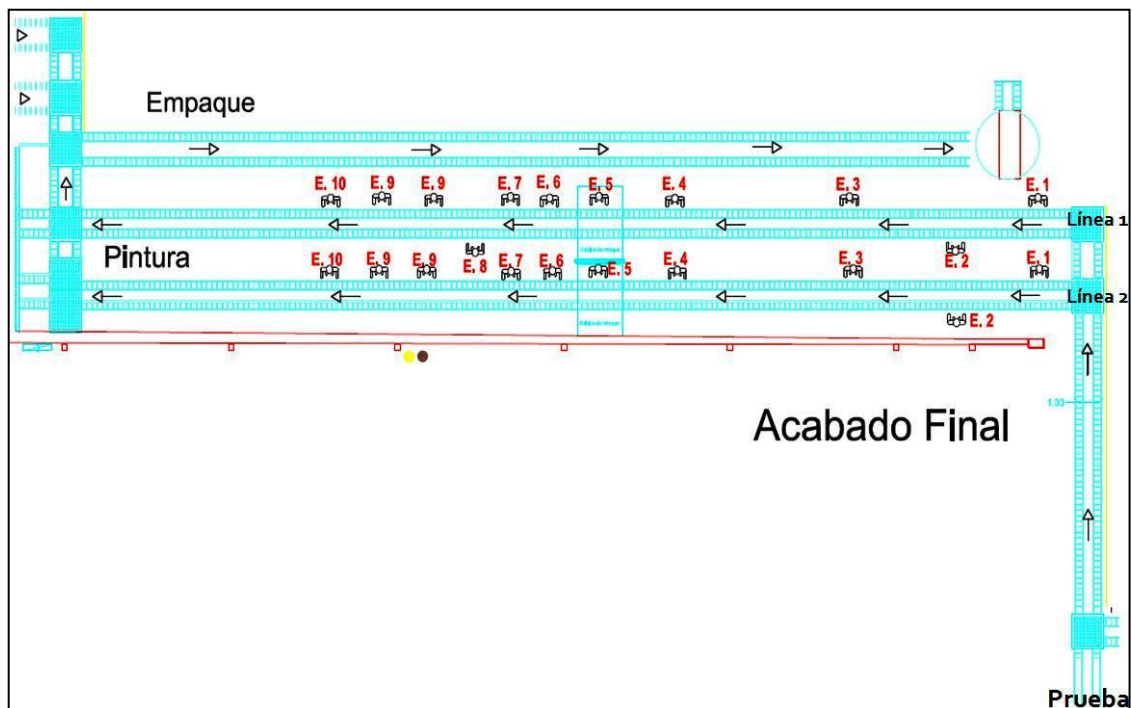 Empaque
E. 10 E. 9 E. 9 E. 7 E. 6 E. 5 E. 4 E. 3 E. 1
Línea 1
Pintura
E. 8
E. 2
E. 10 E. 9 E. 9 E. 7 E. 6 E. 5 E. 4 E. 3 E. 1
Línea 2
E. 2
Acabado Final
1.03
Prueba